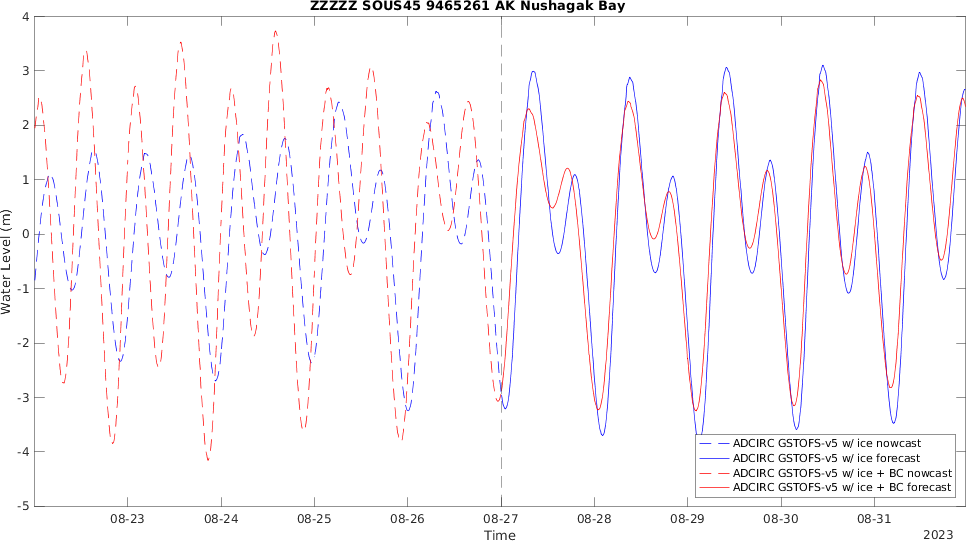 ZZZZZ SOUS45 9465261 AK Nushagak Bay
4
3
2
1
0
-1
-2
-3
-4
-5
Water Level (m)
08-23
08-24
08-25
08-26
08-27
08-28
08-29
08-30
08-31
Time
2023
ADCIRC GSTOFS-v5 w/ ice nowcast
ADCIRC GSTOFS-v5 w/ ice forecast
ADCIRC GSTOFS-v5 w/ ice + BC nowcast
ADCIRC GSTOFS-v5 w/ ice + BC forecast